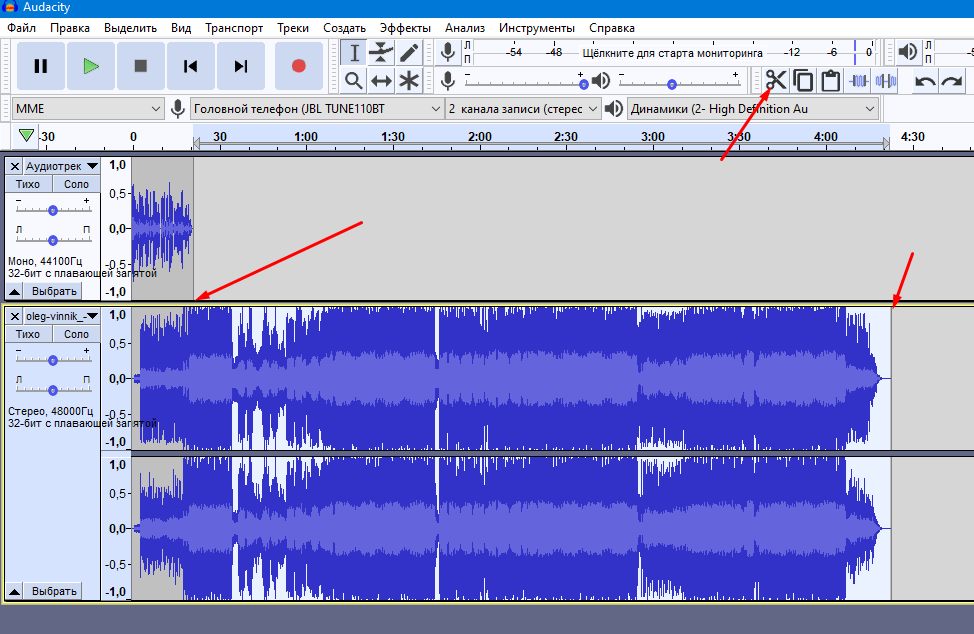 Audacity
Файл Правка Выделить Вид Транспорт Треки Создать Эффекты Анализ Инструменты Справка
Л П -54 -48 Щёлкните для старта мониторинга -12 -6 0 Л П
- + - +
MME Головной телефон (JBL TUNE110BT 2 канала записи (стерео Динамики (2- High Definition Au
30 0 30 1:00 1:30 2:00 2:30 3:00 3:30 4:00 4:30
Аудиотрек 1,0
Тихо Соло 0,5-
- +
Л П 0,0-
Моно, 44100Гц -0,5-
32-бит с плавающей запятой
Выбрать -1,0
oleg-vinnik_- 1,0
Тихо Соло 0,5-
- +
Л П 0,0-
Стерео, 48000Гц -0,5-
32-бит с плавающей запятой
-1,0
1,0
0,5-
0,0-
-0,5-
Выбрать -1,0